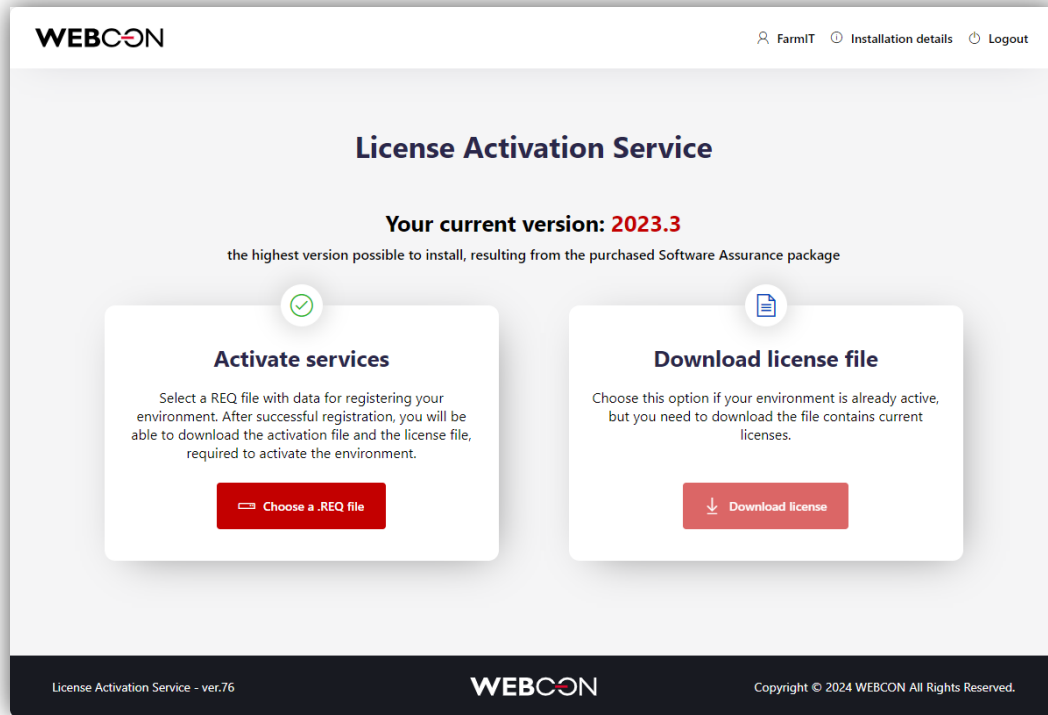 WEBCON
FarmIT Installation details Logout
License Activation Service
Your current version: 2023.3
the highest version possible to install, resulting from the purchased Software Assurance package
Activate services
Select a REQ file with data for registering your
environment. After successful registration, you will be
able to download the activation file and the license file,
required to activate the environment.
Choose a .REQ file
Download license file
Choose this option if your environment is already active,
but you need to download the file contains current
licenses.
Download license
License Activation Service - ver.76
WEBCON
Copyright © 2024 WEBCON All Rights Reserved.